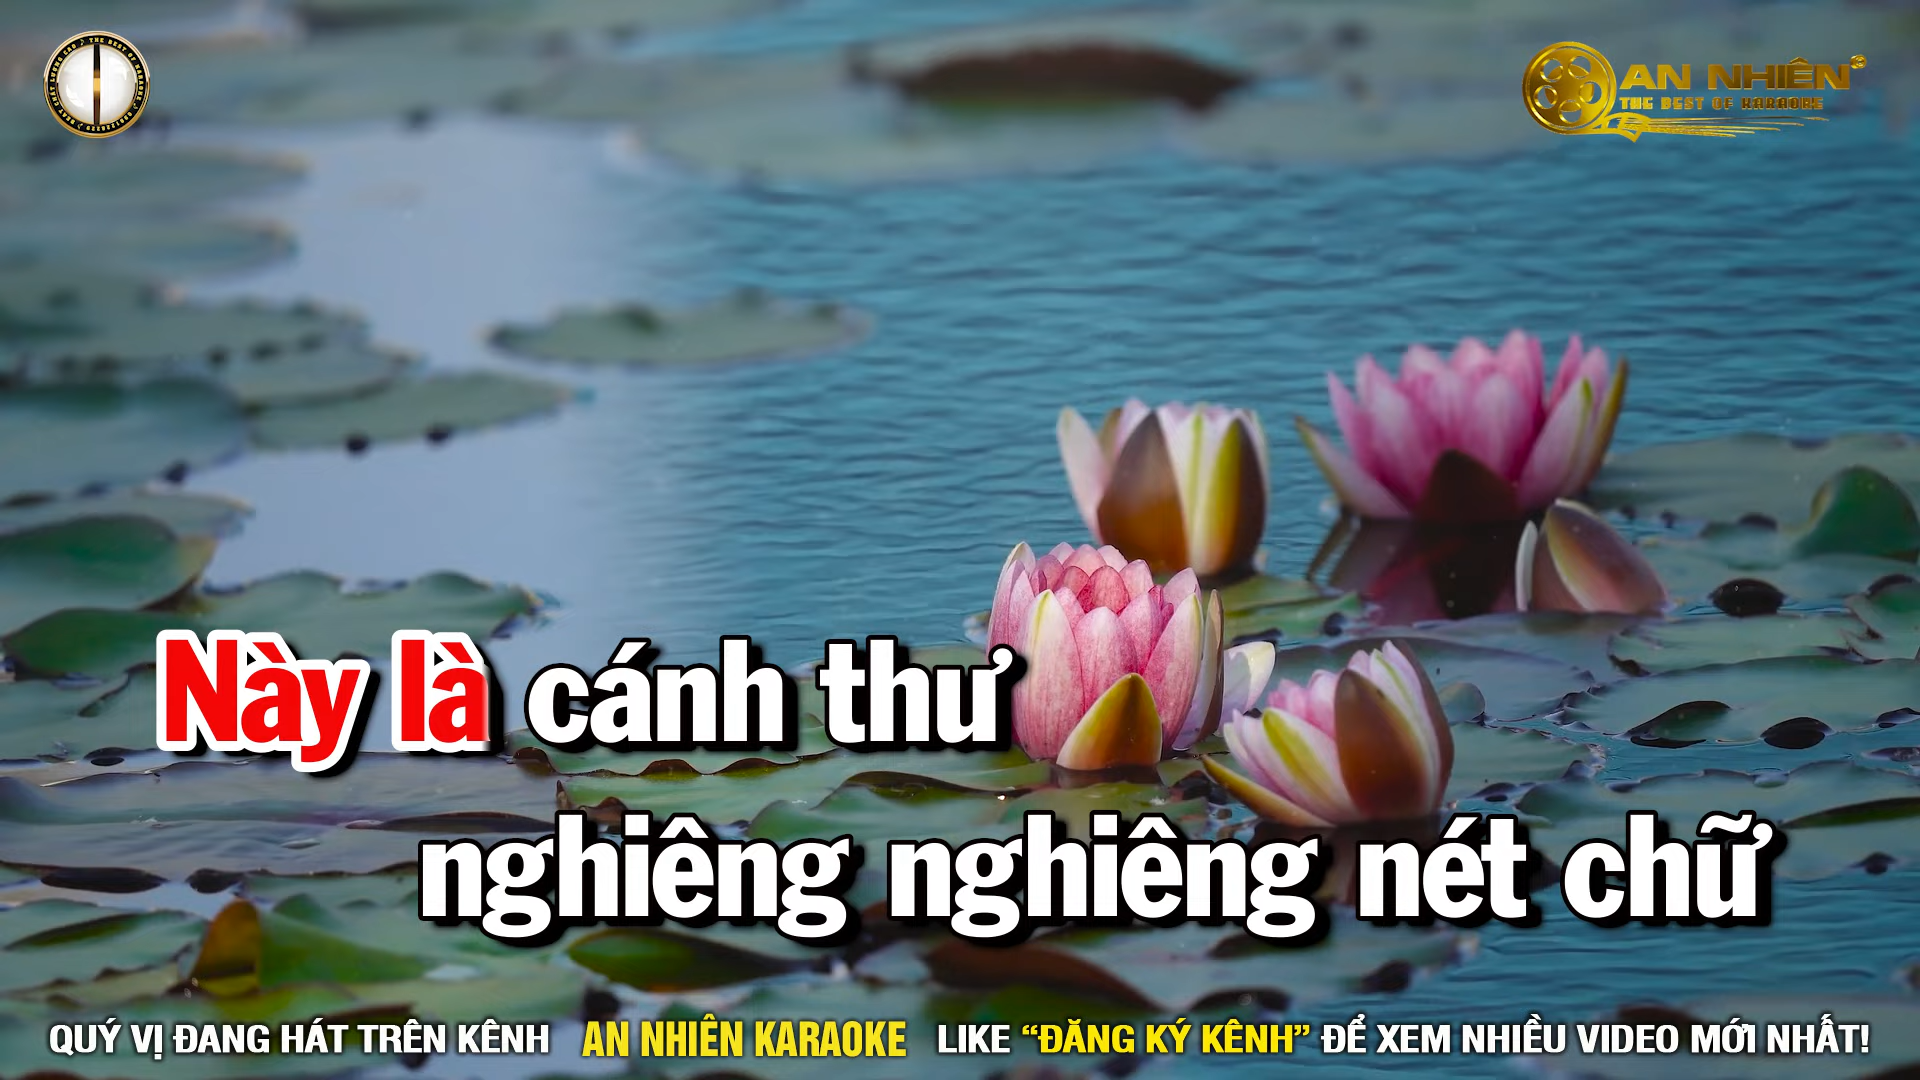 AN NHIÊN
THE BEST OF KARAOKE
Này là cánh thư
nghiêng nghiêng nét chữ
QUÝ VỊ ĐANG HÁT TRÊN KÊNH AN NHIÊN KARAOKE LIKE “ĐĂNG KÝ KÊNH” ĐỂ XEM NHIỀU VIDEO MỚI NHẤT!